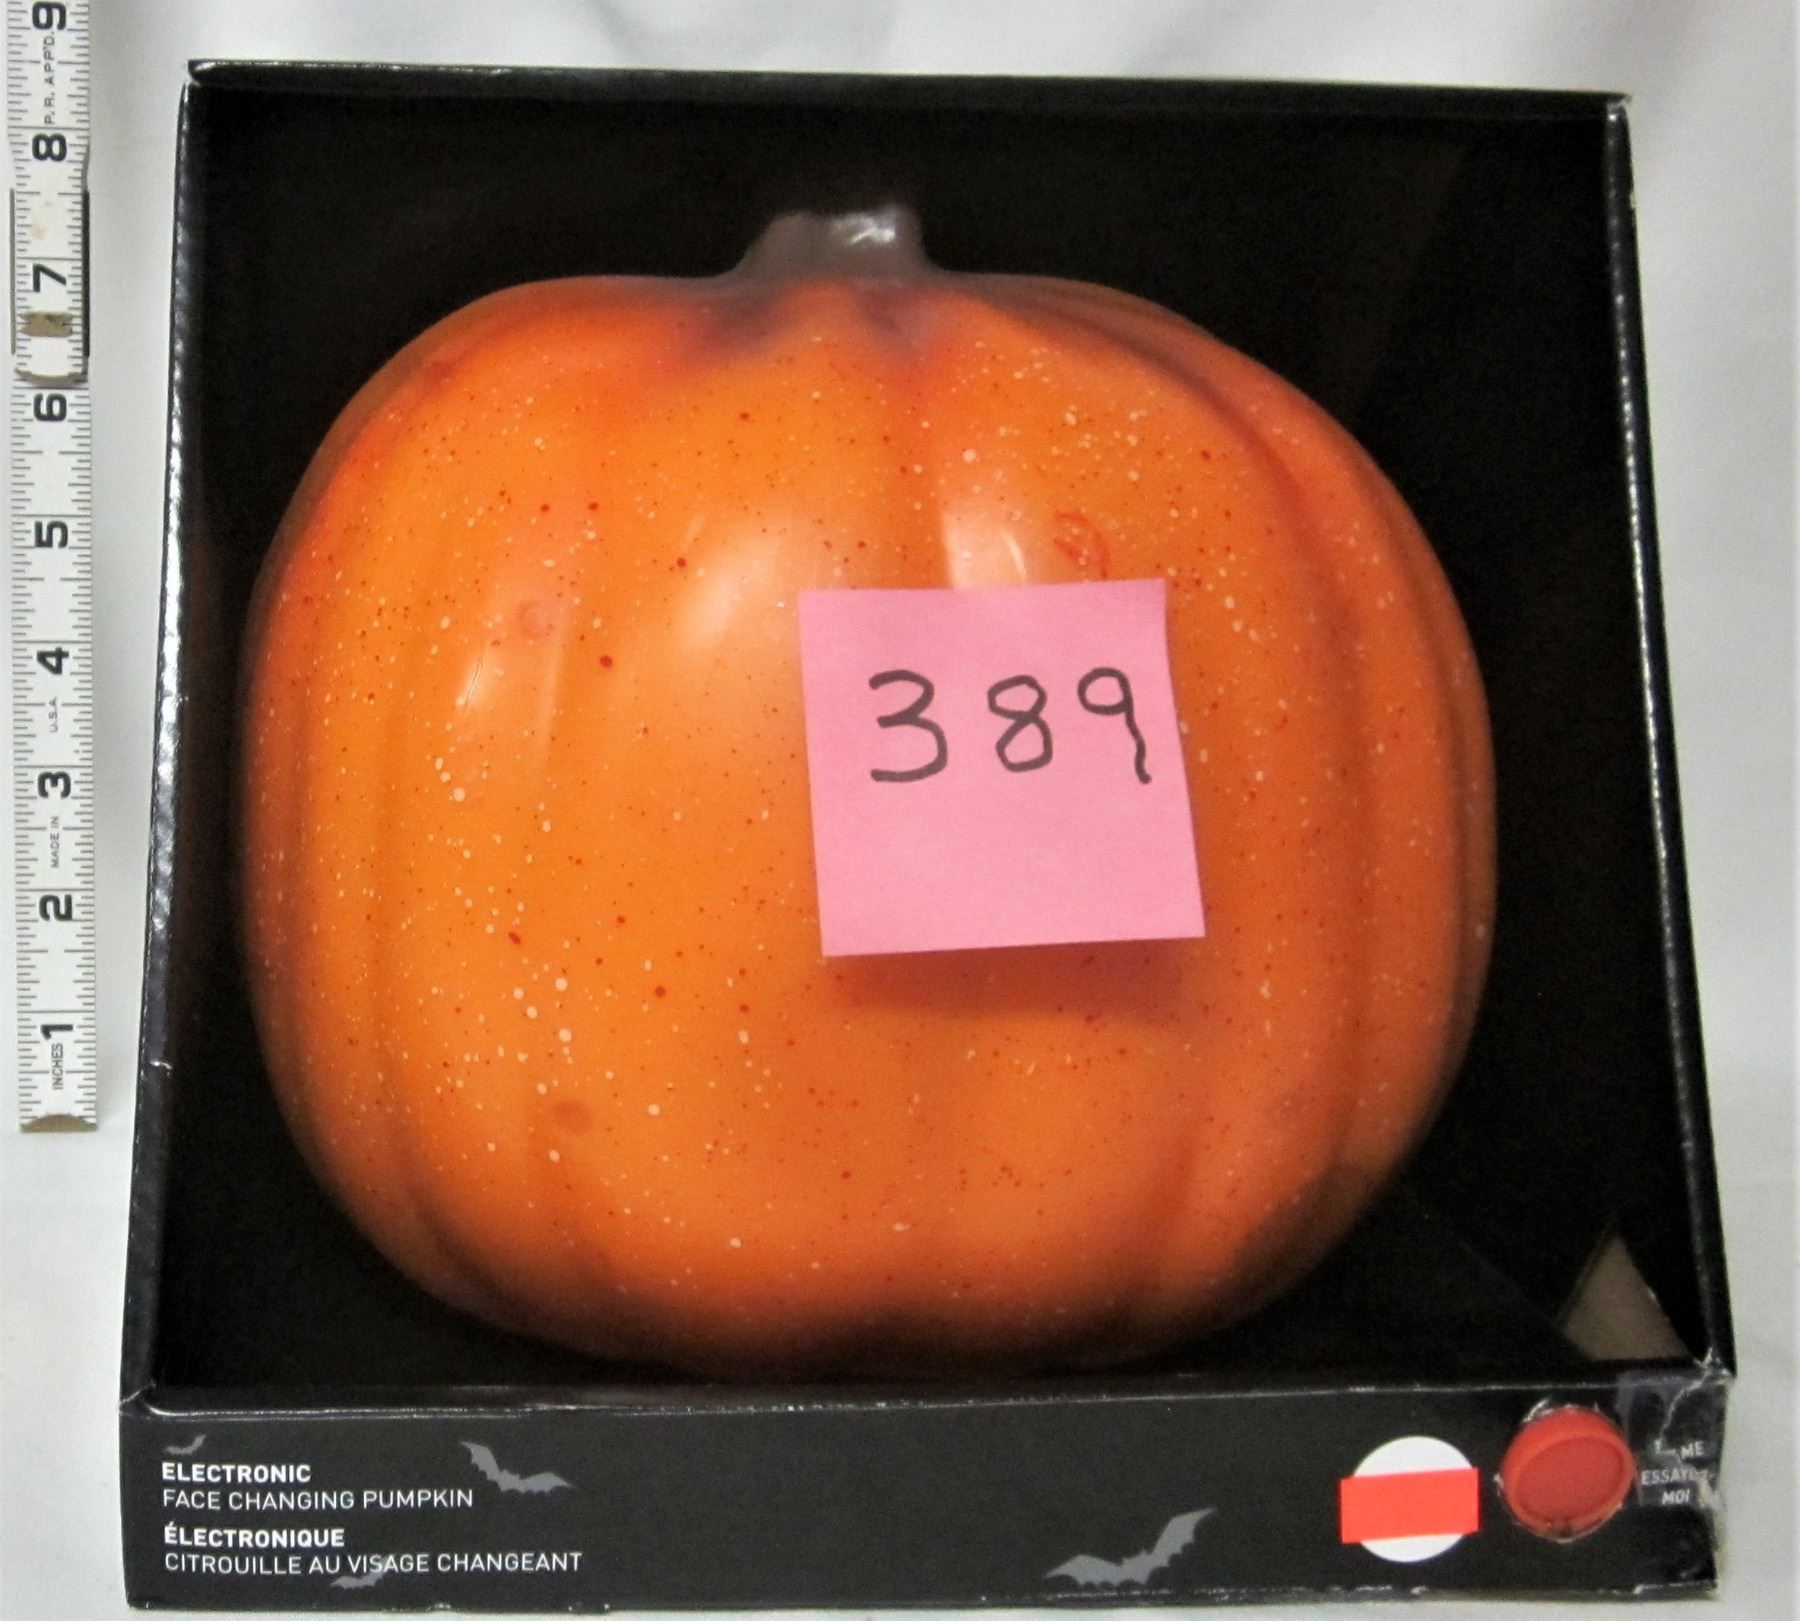 9
P.R. APP'D.
8
7
6
5
4
U.S.A.
3
MADE IN
2
1
INCHES
389
ELECTRONIC
FACE CHANGING PUMPKIN
ÉLECTRONIQUE
CITROUILLE AU VISAGE CHANGEANT
ME
ESSAYEZ-
MOI